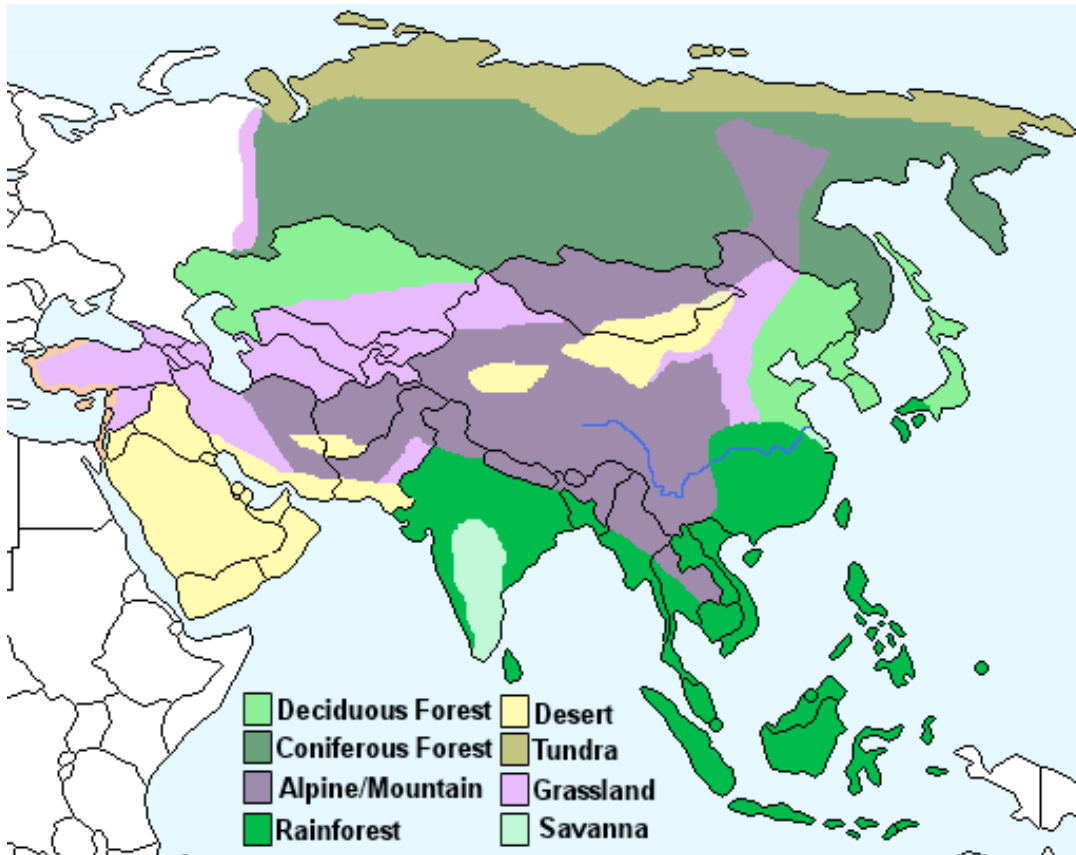 Deciduous Forest
Desert
Coniferous Forest
Tundra
Alpine/Mountain
Grassland
Rainforest
Savanna